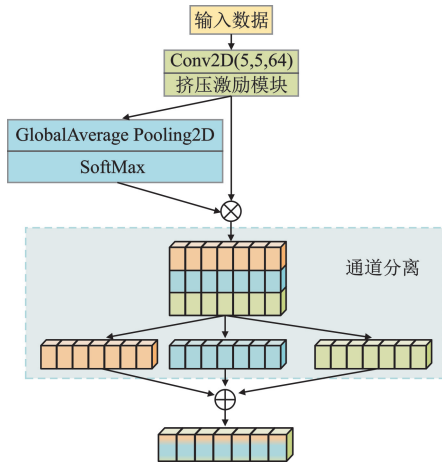 输入数据
Conv2D(5,5,64)
挤压激励模块
GlobalAverage Pooling2D
SoftMax
通道分离